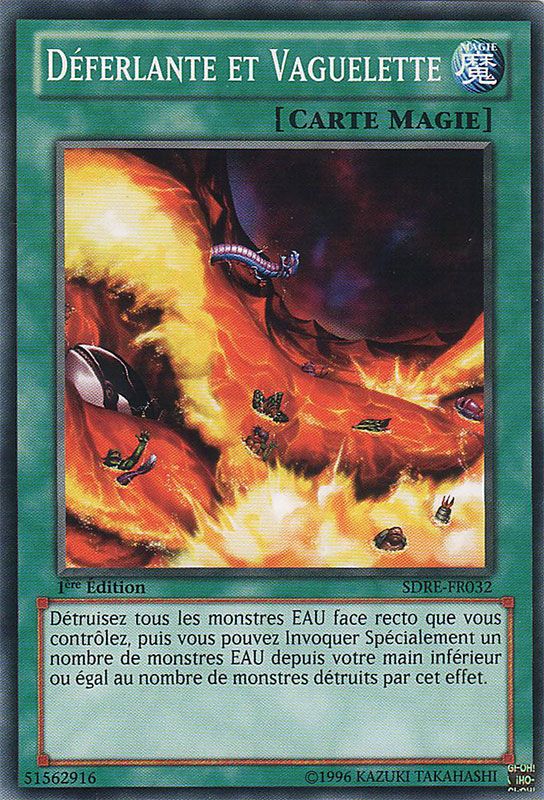 DÉFERLANTE ET VAGUELETTE
MAGIE
魔
[CARTE MAGIE]
1ère Édition
SDRE-FR032
Détruisez tous les monstres EAU face recto que vous
contrôlez, puis vous pouvez Invoquer Spécialement un
nombre de monstres EAU depuis votre main inférieur
ou égal au nombre de monstres détruits par cet effet.
51562916
©1996 KAZUKI TAKAHASHI